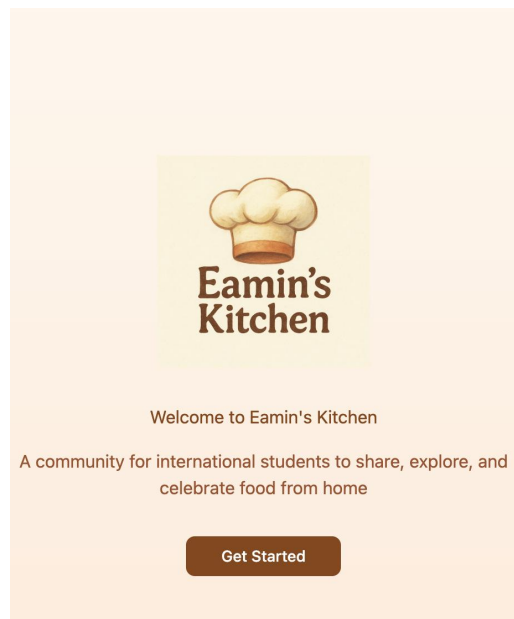 Eamin's
Kitchen
Welcome to Eamin's Kitchen
A community for international students to share, explore, and
celebrate food from home
Get Started